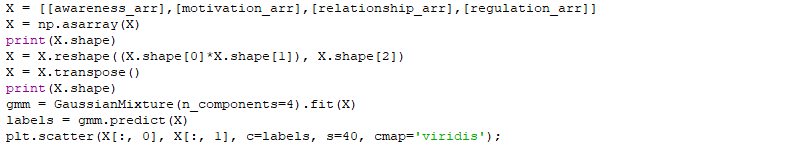 X = [[awareness_arr],[motivation_arr],[relationship_arr],[regulation_arr]]
X = np.asarray(X)
print(X.shape)
X = X.reshape((X.shape[0]*X.shape[1]), X.shape[2])
X = X.transpose()
print(X.shape)
gmm = GaussianMixture(n_components=4).fit(X)
labels = gmm.predict(X)
plt.scatter(X[:, 0], X[:, 1], c=labels, s=40, cmap='viridis');